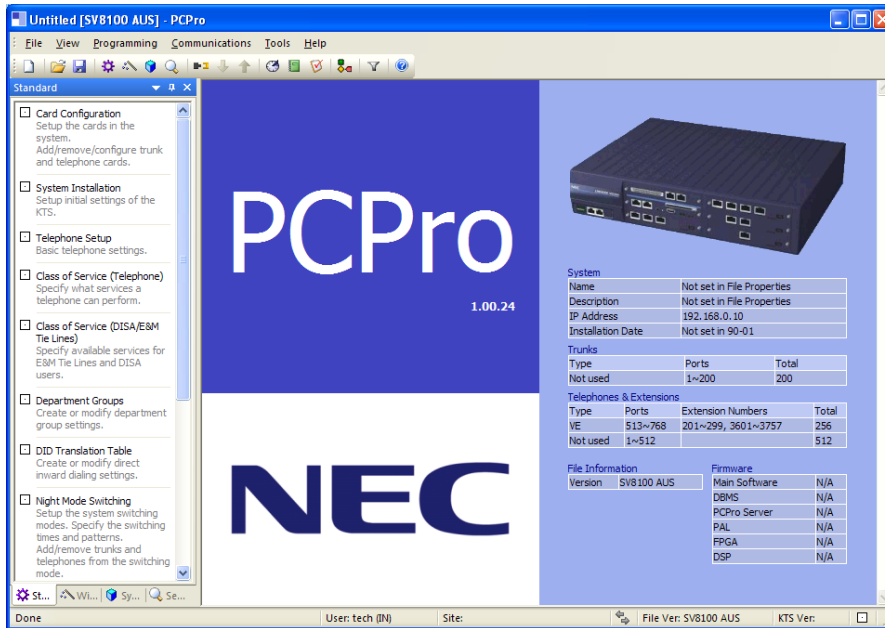 Untitled [SV8100 AUS] - PCPro
File View Programming Communications Tools Help
Standard
Card Configuration
Setup the cards in the
system.
Add/remove/configure trunk
and telephone cards.
System Installation
Setup initial settings of the
KTS.
Telephone Setup
Basic telephone settings.
Class of Service (Telephone)
Specify what services a
telephone can perform.
Class of Service (DISA/E&M
Tie Lines)
Specify available services for
E&M Tie Lines and DISA
users.
Department Groups
Create or modify department
group settings.
DID Translation Table
Create or modify direct
inward dialing settings.
Night Mode Switching
Setup the system switching
modes. Specify the switching
times and patterns.
Add/remove trunks and
telephones from the switching
mode.
St... Wi... Sy... Se...
PCPro
1.00.24
NEC
System
Name Not set in File Properties
Description Not set in File Properties
IP Address 192.168.0.10
Installation Date Not set in 90-01
Trunks
Type Ports Total
Not used 1~200 200
Telephones & Extensions
Type Ports Extension Numbers Total
VE 513~768 201~299, 3601~3757 256
Not used 1~512 512
File Information
Version SV8100 AUS
Firmware
Main Software N/A
DBMS N/A
PCPro Server N/A
PAL N/A
FPGA N/A
DSP N/A
Done User: tech (IN) Site: File Ver: SV8100 AUS KTS Ver: